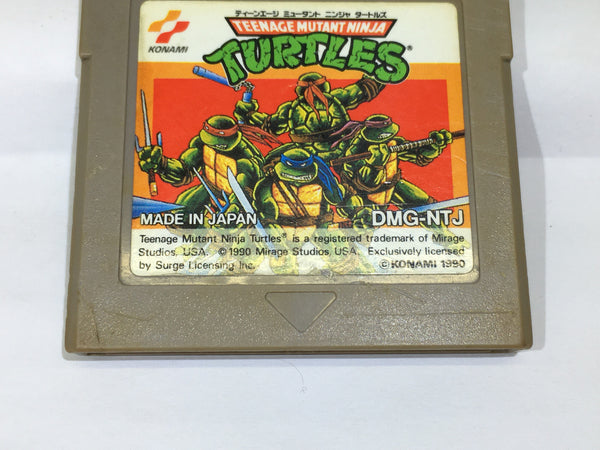 ティーンエージ ミュータント ニンジャ タートルズ
TEENAGE MUTANT NINJA
TURTLES®
KONAMI
MADE IN JAPAN
DMG-NTJ
Teenage Mutant Ninja Turtles® is a registered trademark of Mirage
Studios, USA. ©1990 Mirage Studios, USA. Exclusively licensed
by Surge Licensing Inc.
©KONAMI 1990